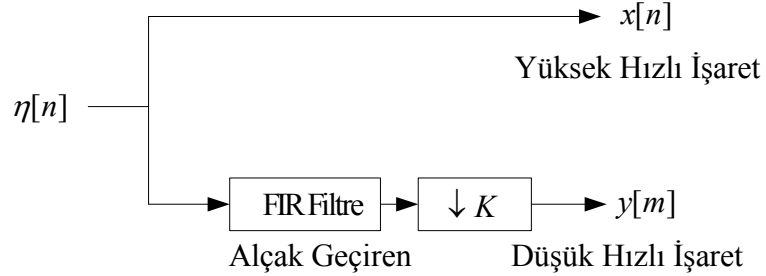 x[n]
Yüksek Hızlı İşaret
η[n]
FIR Filtre
↓ K
y[m]
Alçak Geçiren
Düşük Hızlı İşaret